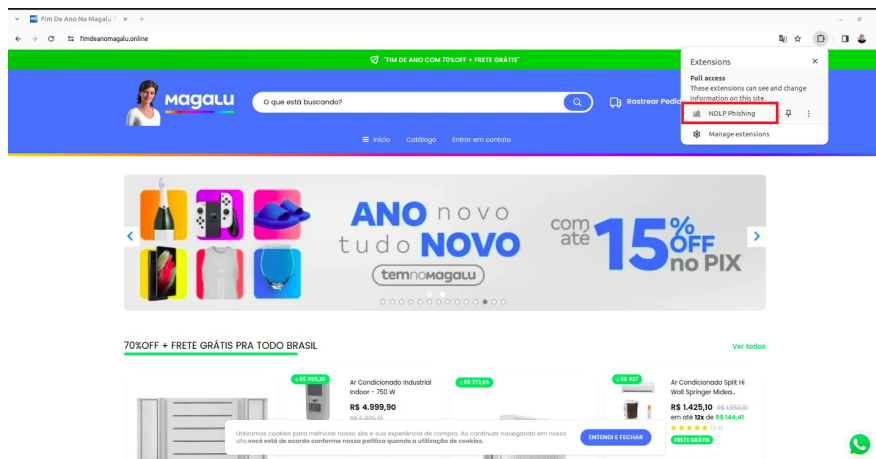 Fim De Ano Na Magalu
fimdeanomagalu.online
"FIM DE ANO COM 70%OFF + FRETE GRÁTIS"
Extensions
Full access
These extensions can see and change
information on this site.
NDLP Phishing
Manage extensions
Magalu
O que está buscando?
Rastrear Pedi
Início Catálogo Entrar em contato
ANO novo
tudo NOVO
temnoMagalu
com
até
15%
OFF
no PIX
70%OFF + FRETE GRÁTIS PRA TODO BRASIL
Ver todos
Ar Condicionado Industrial
Indoor - 750 W
R$ 4.999,90
↓ R$ 372,65
↓ R$ 427
Ar Condicionado Split Hi
Wall Springer Midea..
R$ 1.425,10 R$ 1.852,10
em até 12x de R$ 144,41
FRETE GRÁTIS
Utilizamos cookies para melhorar nosso site e sua experiência de compra. Ao continuar navegando em nosso
site, você está de acordo conforme nossa política quando a utilização de cookies.
ENTENDI E FECHAR